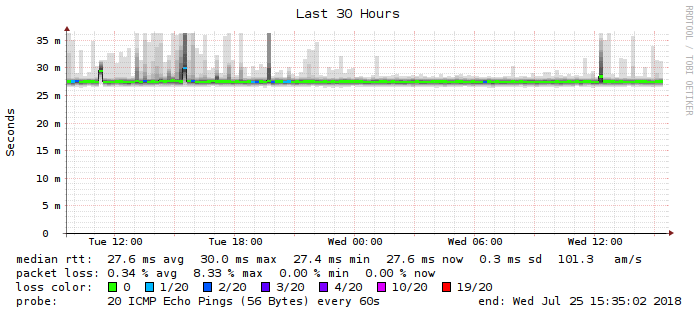 Last 30 Hours
RRDTOOL / TOBI OETIKER
Seconds
35 m
30 m
25 m
20 m
15 m
10 m
5 m
0
Tue 12:00 Tue 18:00 Wed 00:00 Wed 06:00 Wed 12:00
median rtt: 27.6 ms avg 30.0 ms max 27.4 ms min 27.6 ms now 0.3 ms sd 101.3 am/s
packet loss: 0.34 % avg 8.33 % max 0.00 % min 0.00 % now
loss color: 0 1/20 2/20 3/20 4/20 10/20 19/20
probe: 20 ICMP Echo Pings (56 Bytes) every 60s end: Wed Jul 25 15:35:02 2018